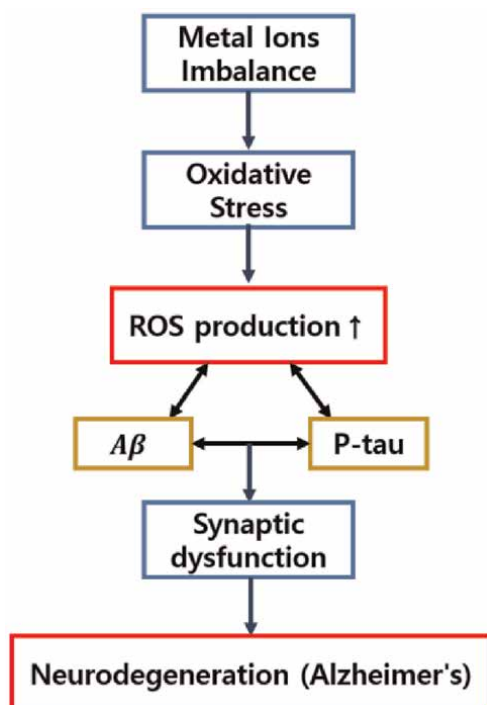 Metal Ions
Imbalance
Oxidative
Stress
ROS production ↑
Aβ
P-tau
Synaptic
dysfunction
Neurodegeneration (Alzheimer's)